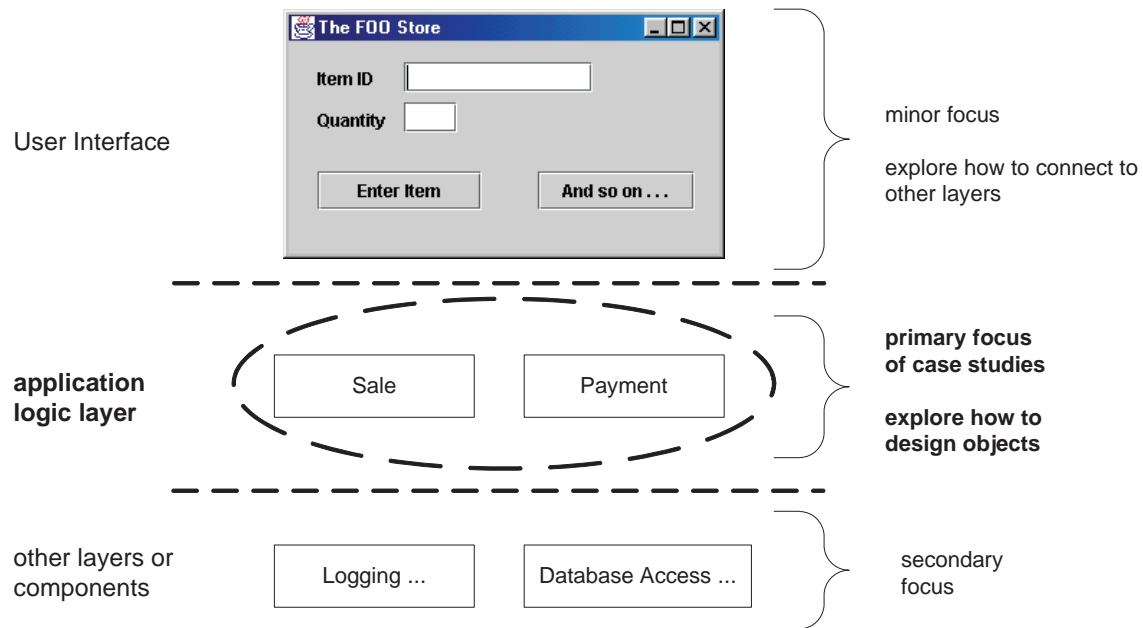 The FOO Store
Item ID
Quantity
Enter Item
And so on . . .
User Interface
minor focus
explore how to connect to
other layers
application
logic layer
Sale
Payment
primary focus
of case studies
explore how to
design objects
other layers or
components
Logging ...
Database Access ...
secondary
focus